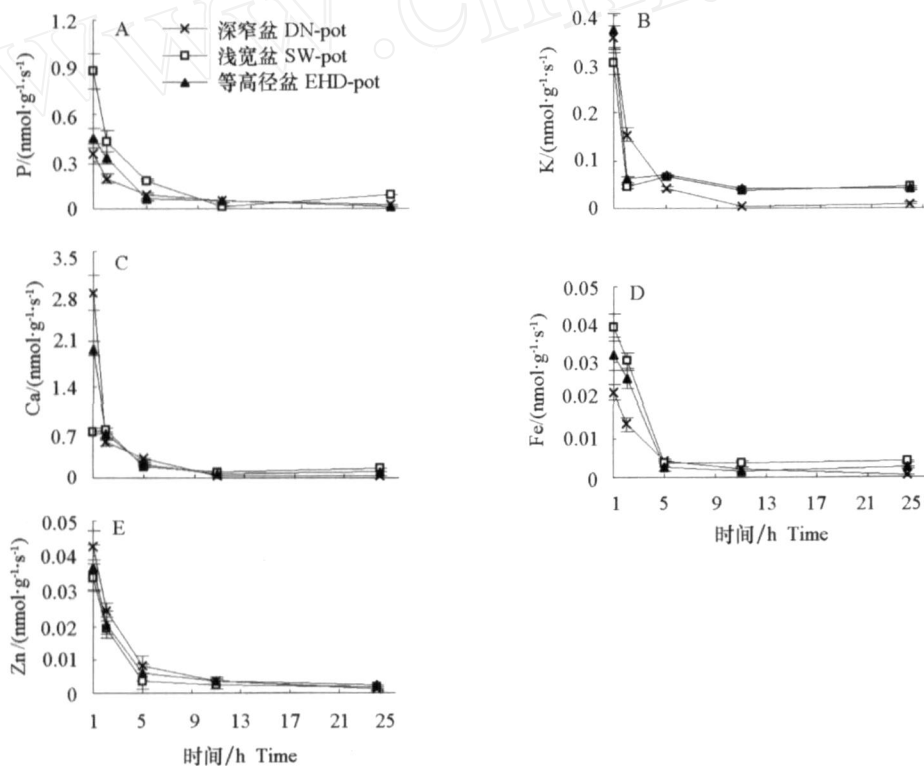 A
深窄盆 DN-pot
浅宽盆 SW-pot
等高径盆 EHD-pot
P/(nmol·g⁻¹·s⁻¹)
1.2
0.9
0.6
0.3
0
B
K/(nmol·g⁻¹·s⁻¹)
0.4
0.3
0.2
0.1
0
C
Ca/(nmol·g⁻¹·s⁻¹)
3.5
2.8
2.1
1.4
0.7
0
D
Fe/(nmol·g⁻¹·s⁻¹)
0.05
0.04
0.03
0.01
0
1 5 9 13 17 21 25
时间/h Time
E
Zn/(nmol·g⁻¹·s⁻¹)
0.05
0.04
0.03
0.02
0.01
0
1 5 9 13 17 21 25
时间/h Time